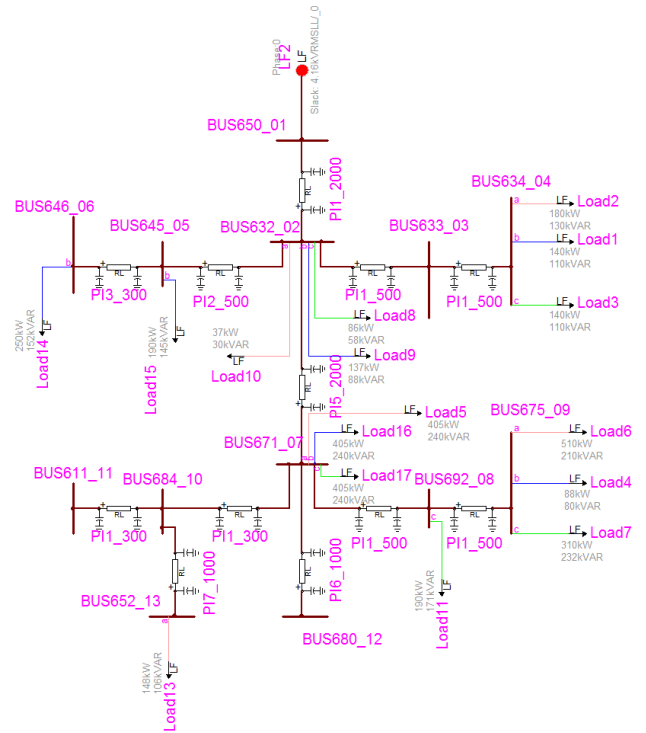 LF
LF2
Phase:0
Slack: 4.16kVRMSLL/_0
BUS650_01
RL
PI1_2000
BUS634_04
a
LF
Load2
180kW
130kVAR
BUS646_06
BUS645_05
BUS632_02
BUS633_03
b
LF
Load1
140kW
110kVAR
b
RL
PI3_300
b
RL
PI2_500
a
b
c
RL
PI1_500
RL
PI1_500
c
LF
Load3
140kW
110kVAR
LF
Load8
86kW
58kVAR
250kW
152kVAR
LF
Load14
190kW
145kVAR
LF
Load15
37kW
30kVAR
LF
Load10
LF
Load9
137kW
88kVAR
RL
PI5_2000
LF
Load5
405kW
240kVAR
BUS675_09
BUS671_07
LF
Load16
405kW
240kVAR
a
LF
Load6
510kW
210kVAR
BUS611_11
BUS684_10
a
b
c
LF
Load17
405kW
240kVAR
BUS692_08
b
LF
Load4
88kW
80kVAR
RL
PI1_300
RL
PI1_300
RL
PI1_500
c
RL
PI1_500
c
LF
Load7
310kW
232kVAR
RL
PI7_1000
RL
PI6_1000
190kW
171kVAR
LF
Load11
BUS652_13
a
BUS680_12
148kW
106kVAR
LF
Load13